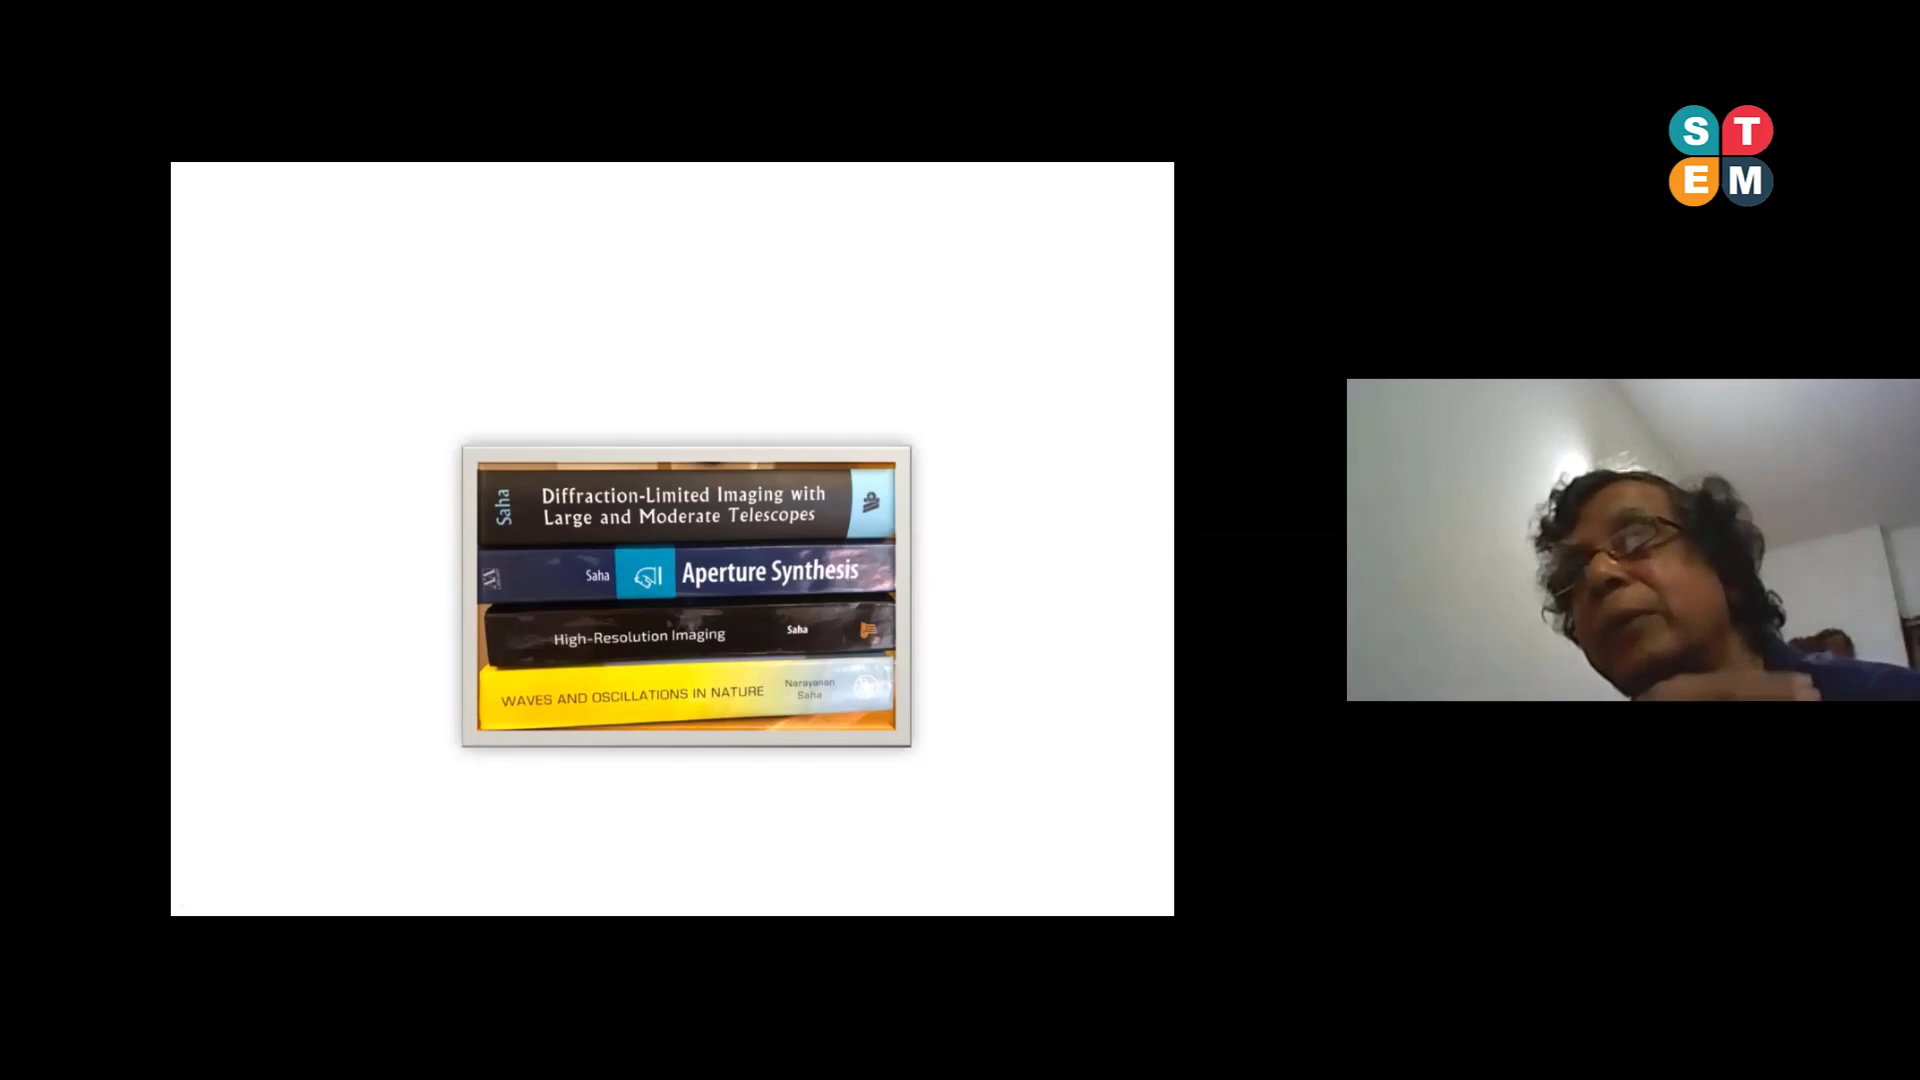 S T
E M
Saha
Diffraction-Limited Imaging with
Large and Moderate Telescopes
Saha
Aperture Synthesis
High-Resolution Imaging
Saha
WAVES AND OSCILLATIONS IN NATURE
Narayanan
Saha